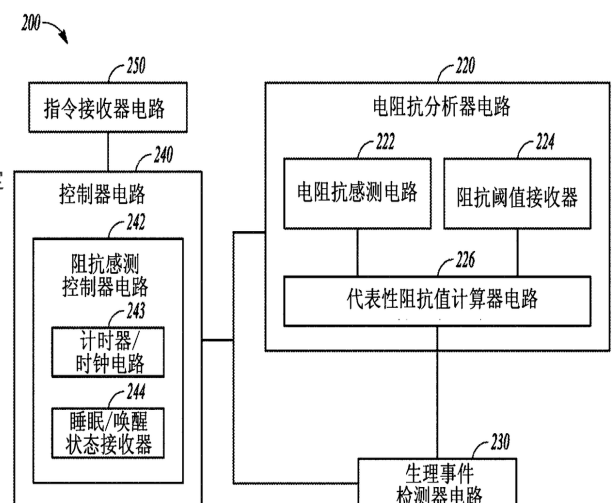 200
250
指令接收器电路
240
控制器电路
242
阻抗感测
控制器电路
243
计时器/
时钟电路
244
睡眠/唤醒
状态接收器
220
电阻抗分析器电路
222
电阻抗感测电路
224
阻抗阈值接收器
226
代表性阻抗值计算器电路
230
生理事件
检测器电路